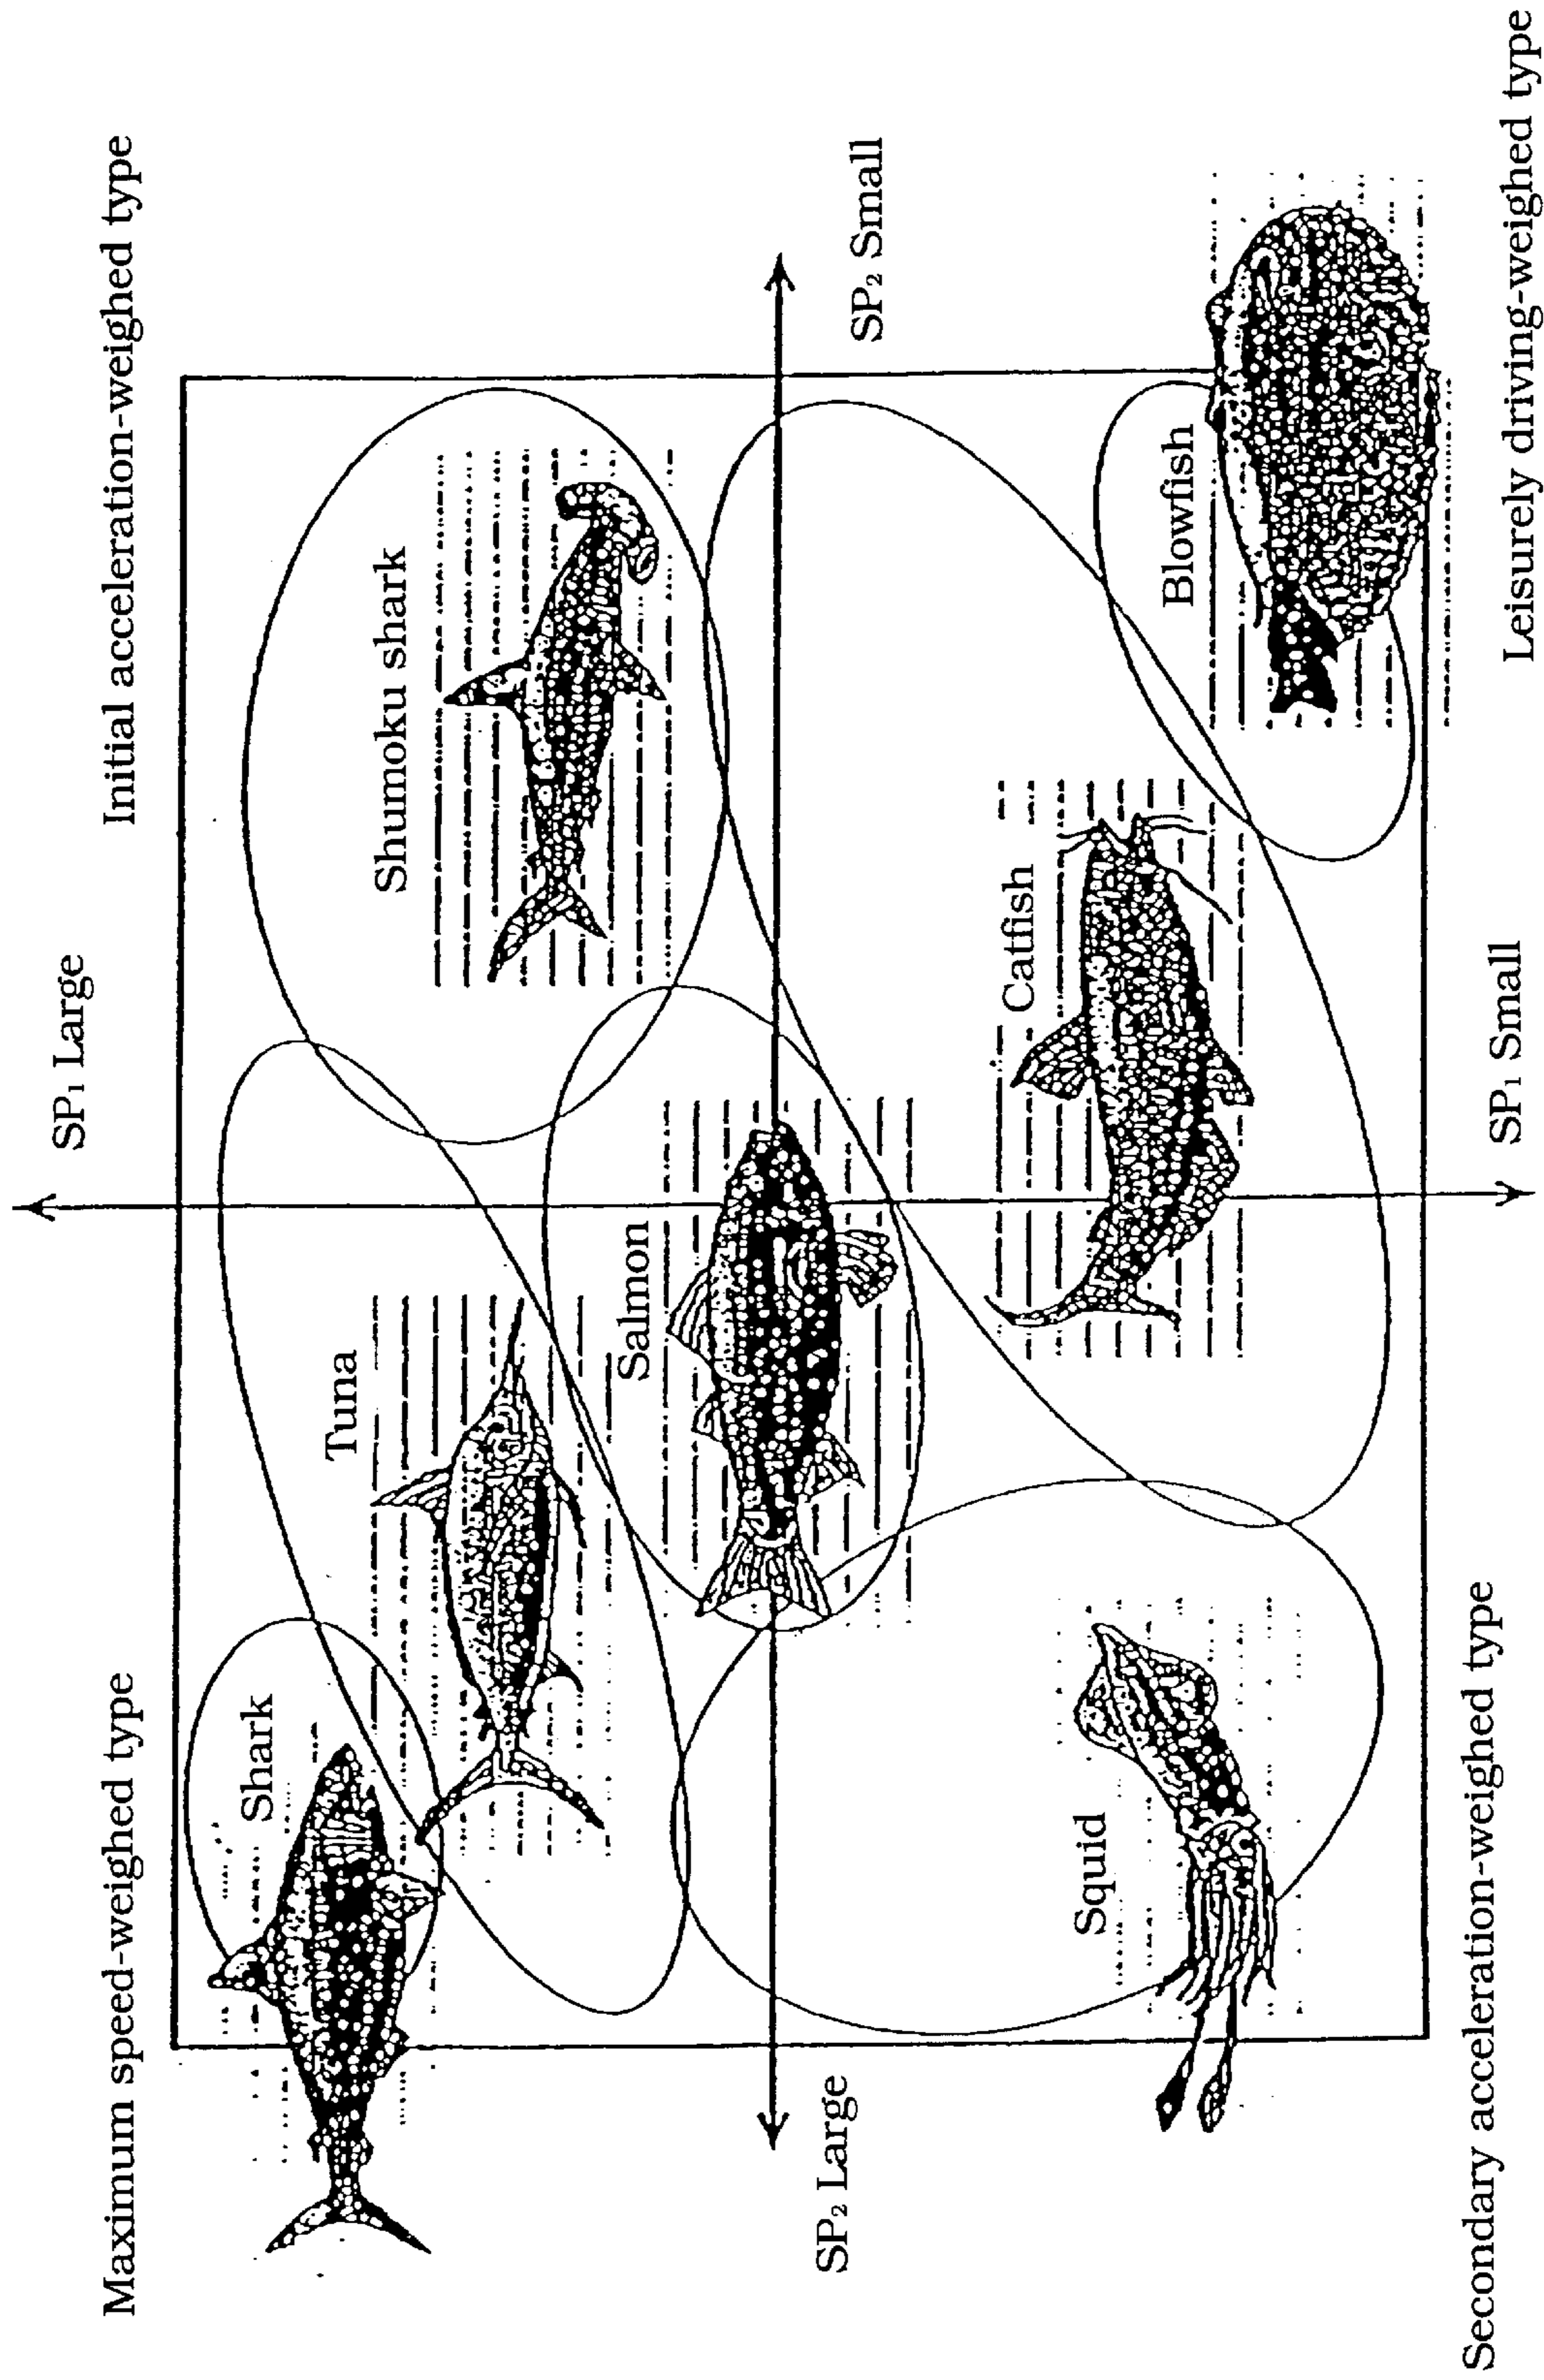 SP₁ Large
Maximum speed-weighed type
Initial acceleration-weighed type
Shark
Tuna
Shumoku shark
Salmon
SP₂ Large
SP₂ Small
Catfish
Squid
Blowfish
Secondary acceleration-weighed type
SP₁ Small
Leisurely driving-weighed type